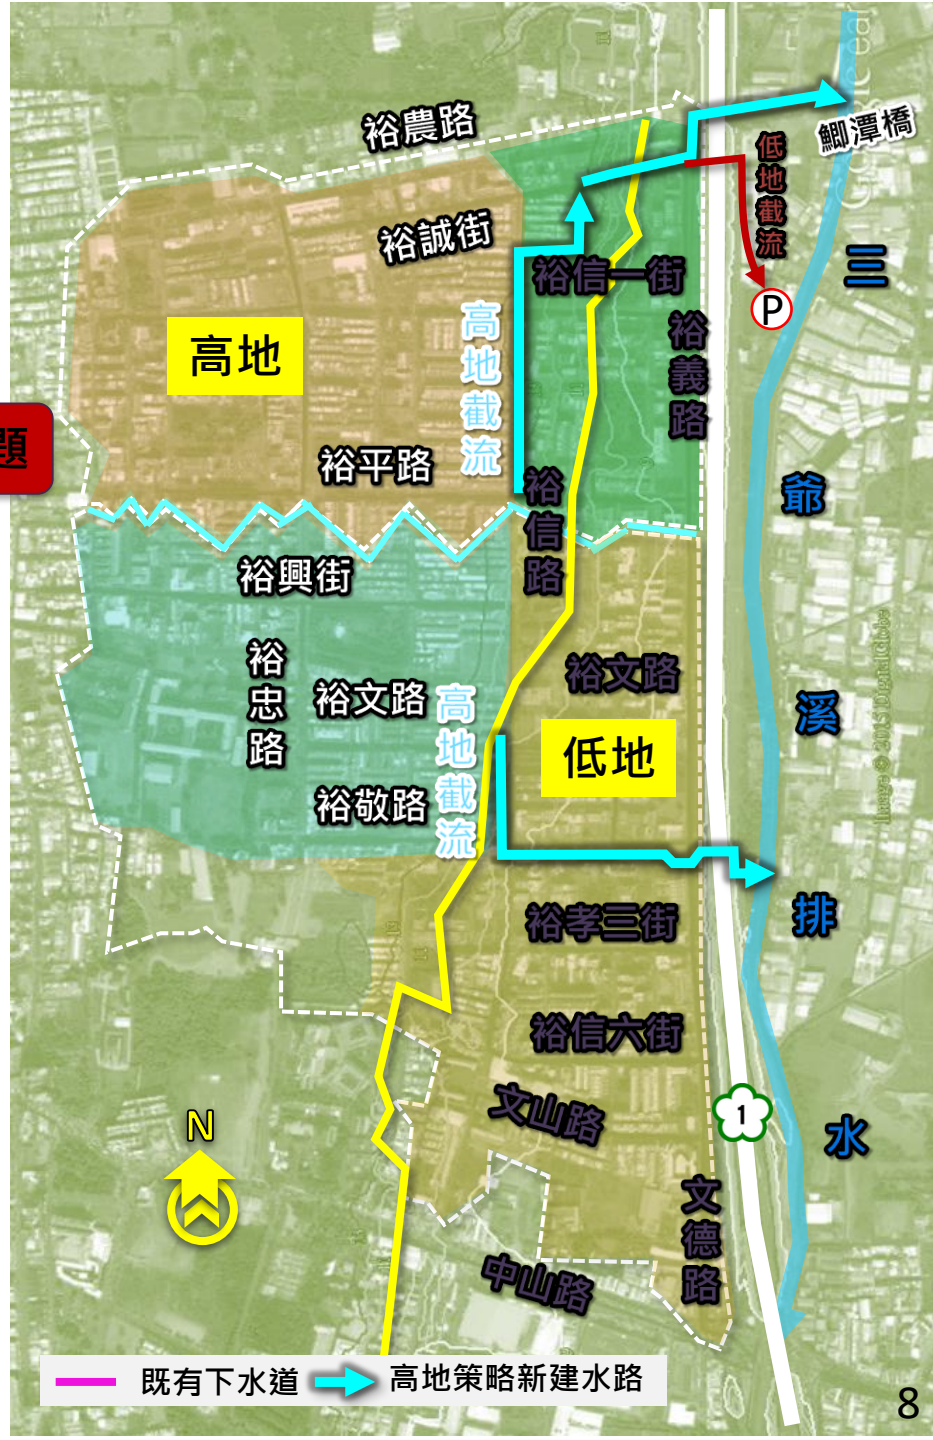 裕農路
鯽潭橋
低地截流
裕誠街
三
裕信一街
高地截流
P
裕義路
高地
題
裕平路
裕信路
爺
裕興街
裕忠路
裕文路
裕文路
高地截流
溪
低地
裕敬路
裕孝三街
排
裕信六街
文山路
1
N
水
文德路
中山路
既有下水道
高地策略新建水路
8